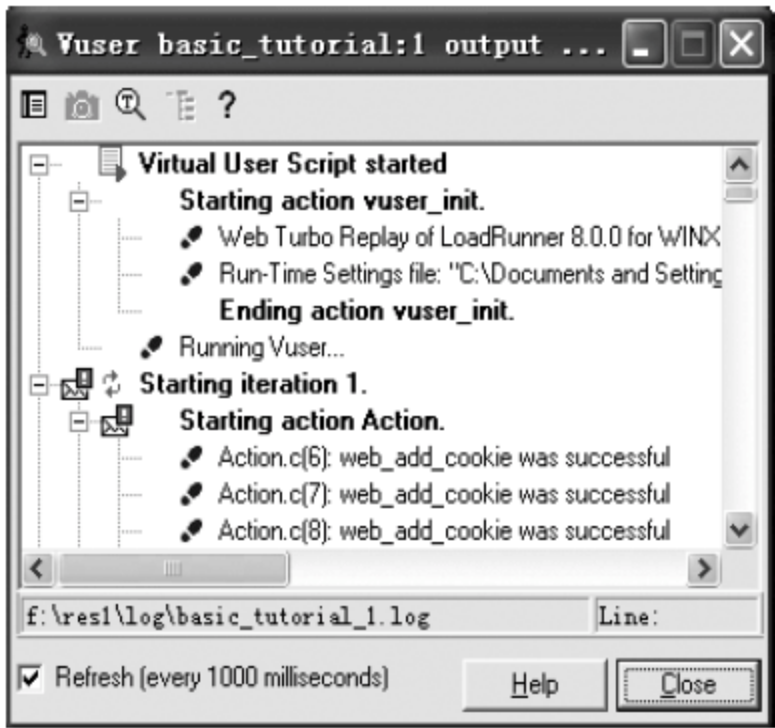 Vuser basic_tutorial:1 output ...
Virtual User Script started
Starting action vuser_init.
Web Turbo Replay of LoadRunner 8.0.0 for WINX
Run-Time Settings file: "C:\Documents and Setting
Ending action vuser_init.
Running Vuser...
Starting iteration 1.
Starting action Action.
Action.c(6): web_add_cookie was successful
Action.c(7): web_add_cookie was successful
Action.c(8): web_add_cookie was successful
f:\res1\log\basic_tutorial_1.log Line:
Refresh (every 1000 milliseconds) Help Close